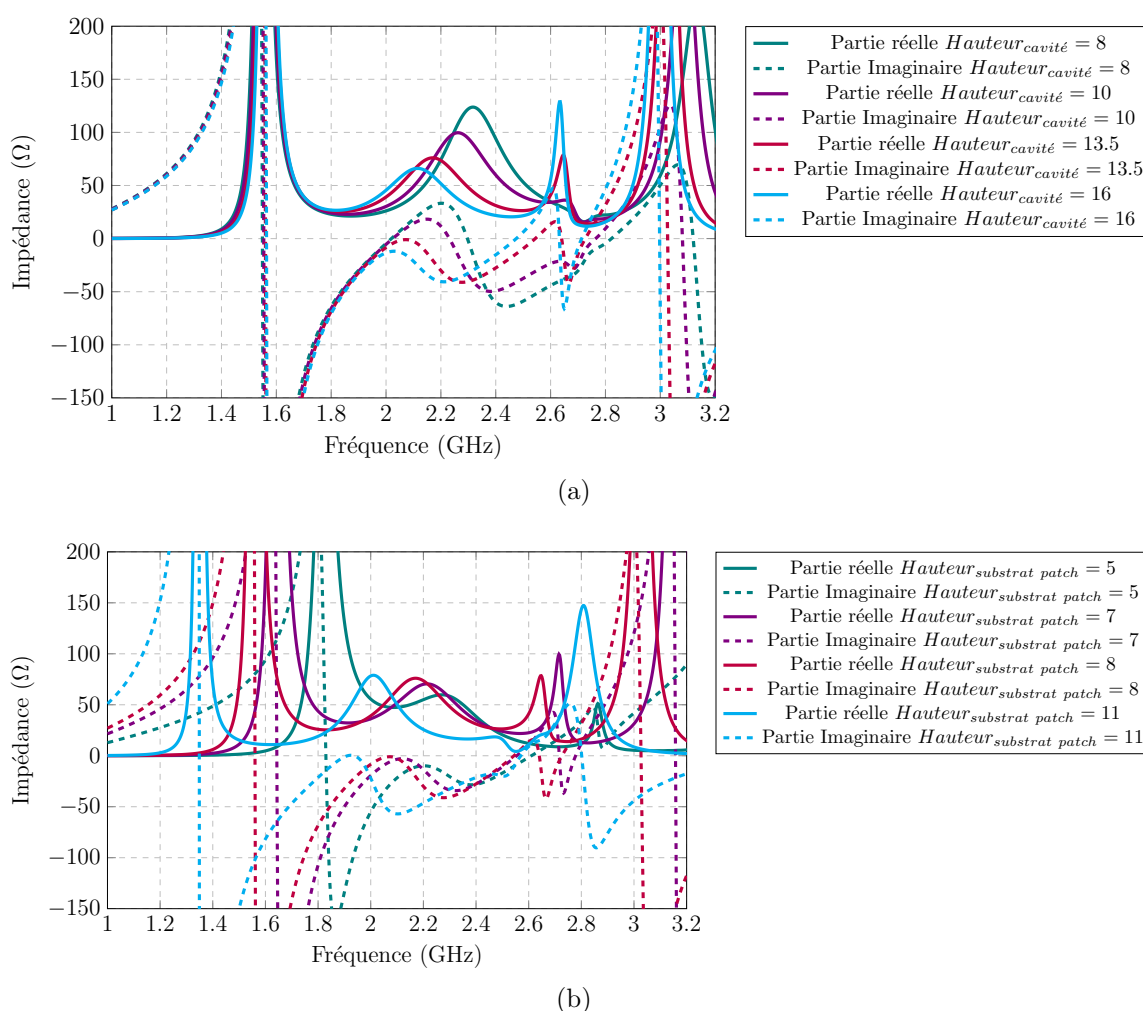 200
150
100
50
0
−50
−100
−150
1 1.2 1.4 1.6 1.8 2 2.2 2.4 2.6 2.8 3 3.2
Impédance (Ω)
Fréquence (GHz)
Partie réelle Hauteur_cavité = 8
Partie Imaginaire Hauteur_cavité = 8
Partie réelle Hauteur_cavité = 10
Partie Imaginaire Hauteur_cavité = 10
Partie réelle Hauteur_cavité = 13.5
Partie Imaginaire Hauteur_cavité = 13.5
Partie réelle Hauteur_cavité = 16
Partie Imaginaire Hauteur_cavité = 16
(a)
200
150
100
50
0
−50
−100
−150
1 1.2 1.4 1.6 1.8 2 2.2 2.4 2.6 2.8 3 3.2
Impédance (Ω)
Fréquence (GHz)
Partie réelle Hauteur_substrat patch = 5
Partie Imaginaire Hauteur_substrat patch = 5
Partie réelle Hauteur_substrat patch = 7
Partie Imaginaire Hauteur_substrat patch = 7
Partie réelle Hauteur_substrat patch = 8
Partie Imaginaire Hauteur_substrat patch = 8
Partie réelle Hauteur_substrat patch = 11
Partie Imaginaire Hauteur_substrat patch = 11
(b)